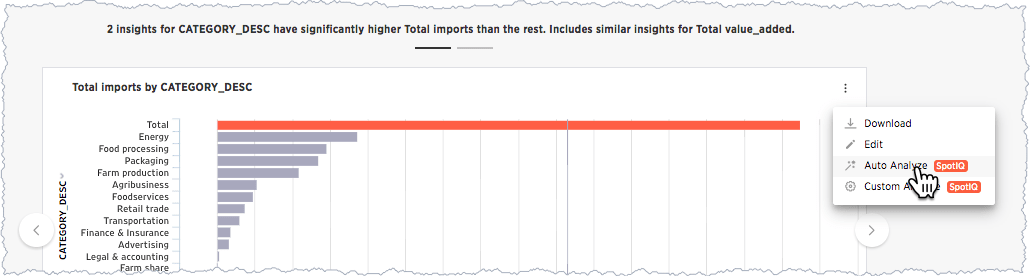 2 insights for CATEGORY_DESC have significantly higher Total imports than the rest. Includes similar insights for Total value_added.
Total imports by CATEGORY_DESC
Total
Energy
Food processing
Packaging
Farm production
Agribusiness
Foodservices
Retail trade
Transportation
Finance & Insurance
Advertising
Legal & accounting
Farm share
CATEGORY_DESC
Download
Edit
Auto Analyze SpotIQ
Custom SpotIQ